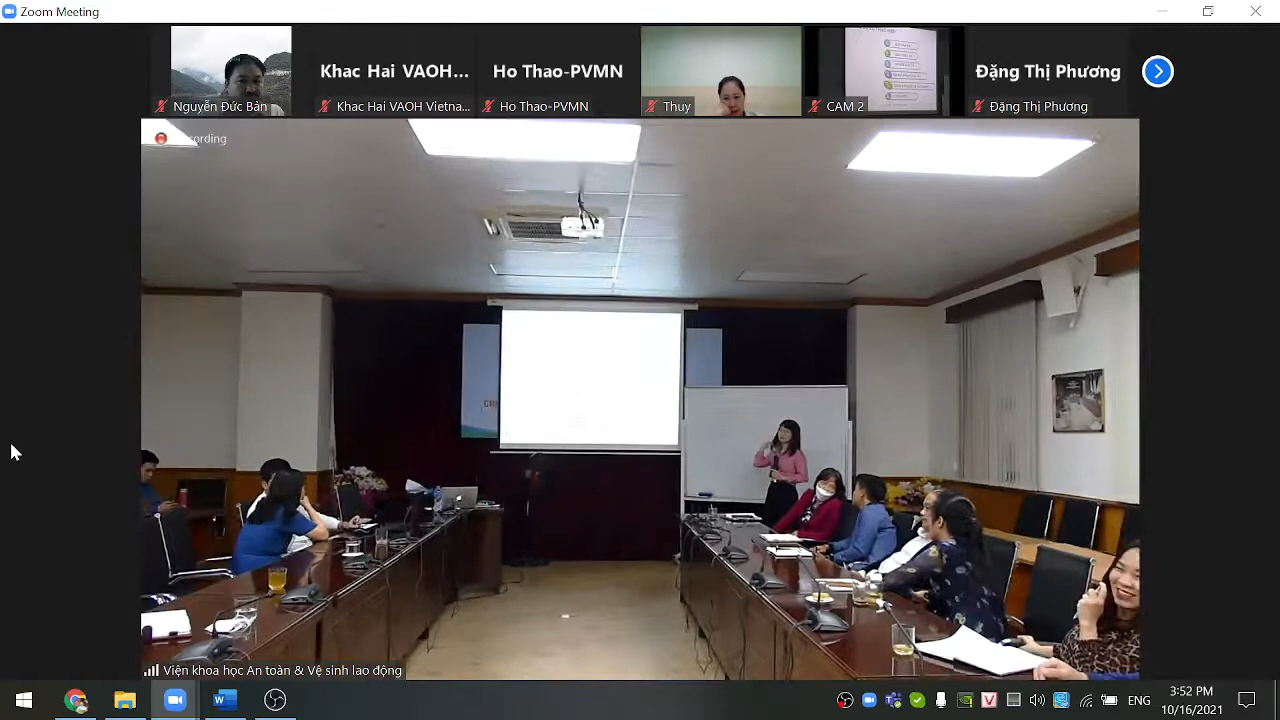 Zoom Meeting
Khac Hai VAOH...
Ho Thao-PVMN
Đặng Thị Phương
Nguyễn Đức Bản
Khac Hai VAOH Vietna...
Ho Thao-PVMN
Thuy
CAM 2
Đặng Thị Phương
Viện khoa học An toàn & Vệ sinh lao động
ENG
3:52 PM
10/16/2021